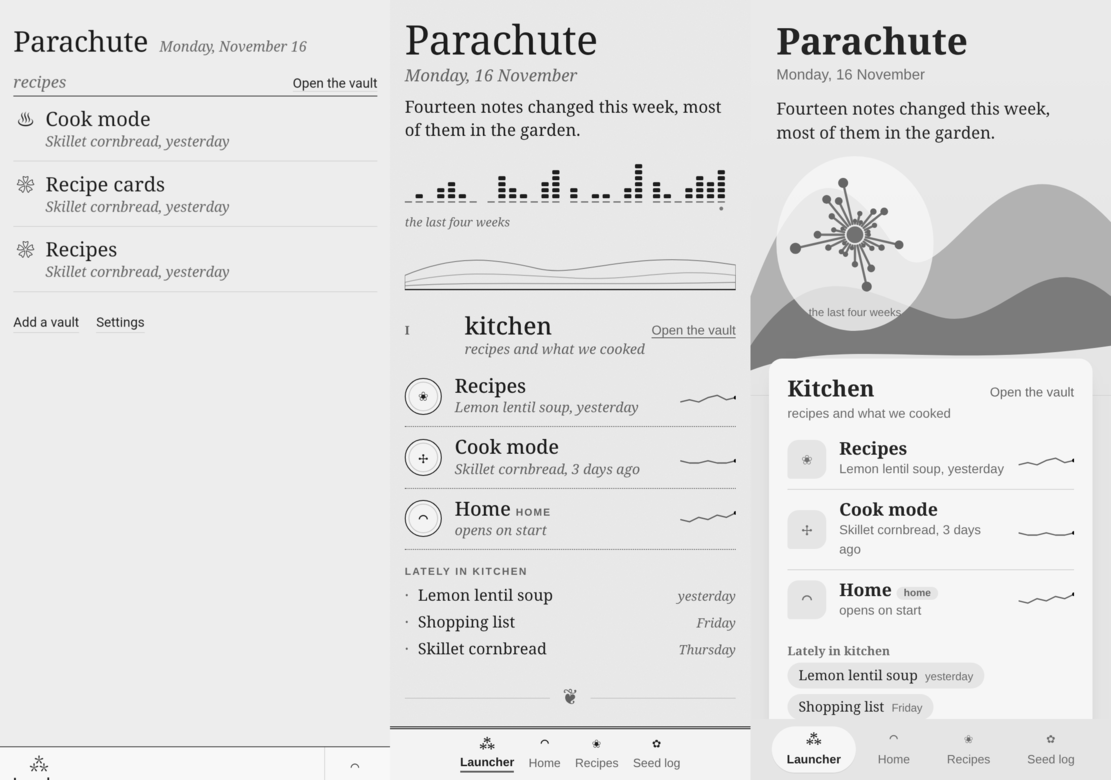 Parachute Monday, November 16
recipes Open the vault
Cook mode
Skillet cornbread, yesterday
Recipe cards
Skillet cornbread, yesterday
Recipes
Skillet cornbread, yesterday
Add a vault Settings
Parachute
Monday, 16 November
Fourteen notes changed this week, most
of them in the garden.
the last four weeks
I kitchen Open the vault
recipes and what we cooked
Recipes
Lemon lentil soup, yesterday
Cook mode
Skillet cornbread, 3 days ago
Home HOME
opens on start
LATELY IN KITCHEN
· Lemon lentil soup yesterday
· Shopping list Friday
· Skillet cornbread Thursday
Launcher Home Recipes Seed log
Parachute
Monday, 16 November
Fourteen notes changed this week,
most of them in the garden.
the last four weeks
Kitchen Open the vault
recipes and what we cooked
Recipes
Lemon lentil soup, yesterday
Cook mode
Skillet cornbread, 3 days
ago
Home home
opens on start
Lately in kitchen
Lemon lentil soup yesterday
Shopping list Friday
Launcher Home Recipes Seed log